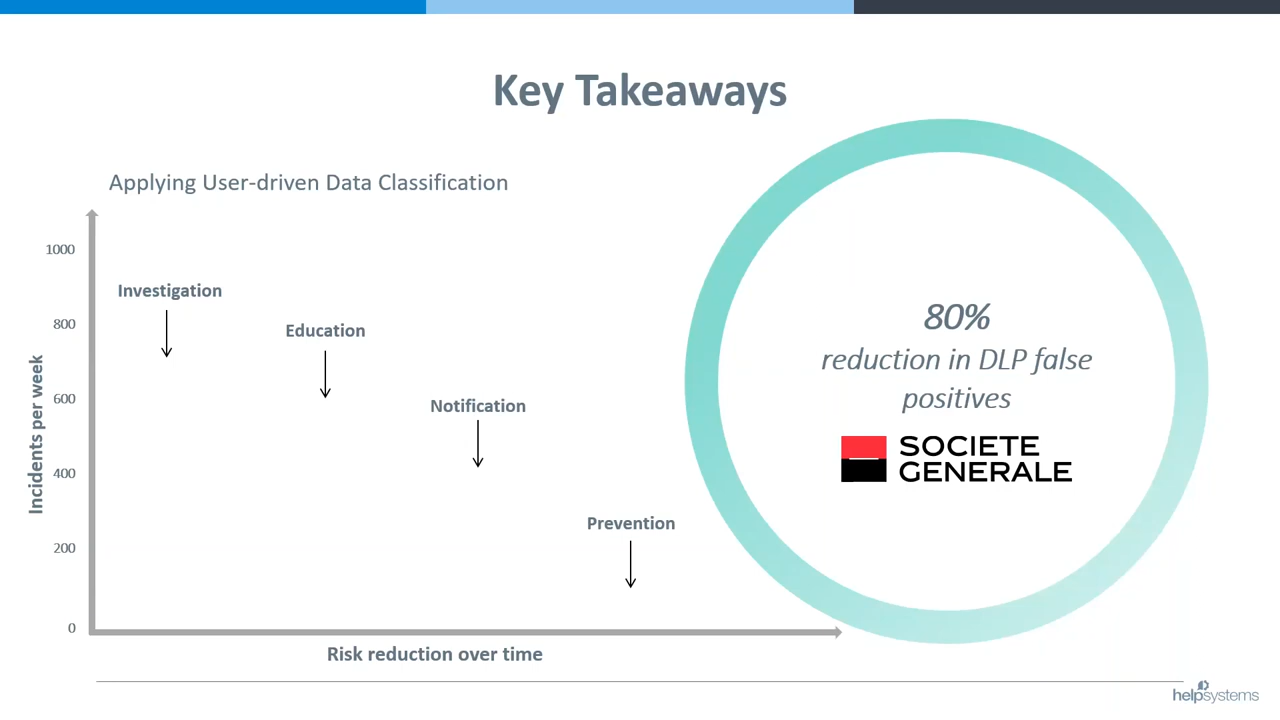 Key Takeaways
Applying User-driven Data Classification
1000
800
600
400
200
0
Incidents per week
Investigation
Education
Notification
Prevention
Risk reduction over time
80%
reduction in DLP false
positives
SOCIETE
GENERALE
helpsystems